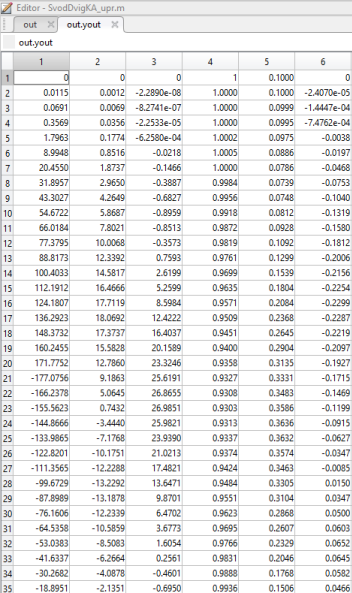 Editor - SvodDvigKA_upr.m
out out.yout
out.yout
1 2 3 4 5 6
1 0 0 0 1 0.1000 0
2 0.0115 0.0012 -2.2890e-08 1.0000 0.1000 -2.4070e-05
3 0.0691 0.0069 -8.2741e-07 1.0000 0.0999 -1.4447e-04
4 0.3569 0.0356 -2.2533e-05 1.0000 0.0995 -7.4762e-04
5 1.7963 0.1774 -6.2580e-04 1.0002 0.0975 -0.0038
6 8.9948 0.8516 -0.0218 1.0005 0.0886 -0.0197
7 20.4550 1.8737 -0.1466 1.0000 0.0786 -0.0468
8 31.8957 2.9650 -0.3887 0.9984 0.0739 -0.0753
9 43.3027 4.2649 -0.6827 0.9956 0.0748 -0.1040
10 54.6722 5.8687 -0.8959 0.9918 0.0812 -0.1319
11 66.0184 7.8021 -0.8513 0.9872 0.0928 -0.1580
12 77.3795 10.0068 -0.3573 0.9819 0.1092 -0.1812
13 88.8173 12.3392 0.7593 0.9761 0.1299 -0.2006
14 100.4033 14.5817 2.6199 0.9699 0.1539 -0.2156
15 112.1912 16.4666 5.2599 0.9635 0.1804 -0.2254
16 124.1807 17.7119 8.5984 0.9571 0.2084 -0.2299
17 136.2923 18.0692 12.4222 0.9509 0.2368 -0.2287
18 148.3732 17.3737 16.4037 0.9451 0.2645 -0.2219
19 160.2455 15.5828 20.1589 0.9400 0.2904 -0.2097
20 171.7752 12.7860 23.3246 0.9358 0.3135 -0.1927
21 -177.0756 9.1863 25.6191 0.9327 0.3331 -0.1715
22 -166.2378 5.0645 26.8655 0.9308 0.3483 -0.1469
23 -155.5623 0.7432 26.9851 0.9303 0.3586 -0.1199
24 -144.8666 -3.4440 25.9821 0.9313 0.3636 -0.0915
25 -133.9865 -7.1768 23.9390 0.9337 0.3632 -0.0627
26 -122.8201 -10.1751 21.0213 0.9374 0.3574 -0.0347
27 -111.3565 -12.2288 17.4821 0.9424 0.3463 -0.0085
28 -99.6729 -13.2292 13.6471 0.9484 0.3305 0.0150
29 -87.8989 -13.1878 9.8701 0.9551 0.3104 0.0347
30 -76.1606 -12.2339 6.4702 0.9623 0.2868 0.0500
31 -64.5358 -10.5859 3.6773 0.9695 0.2607 0.0603
32 -53.0383 -8.5083 1.6054 0.9766 0.2329 0.0652
33 -41.6337 -6.2664 0.2561 0.9831 0.2046 0.0645
34 -30.2682 -4.0878 -0.4601 0.9888 0.1768 0.0582
35 -18.8951 -2.1351 -0.6950 0.9936 0.1506 0.0466